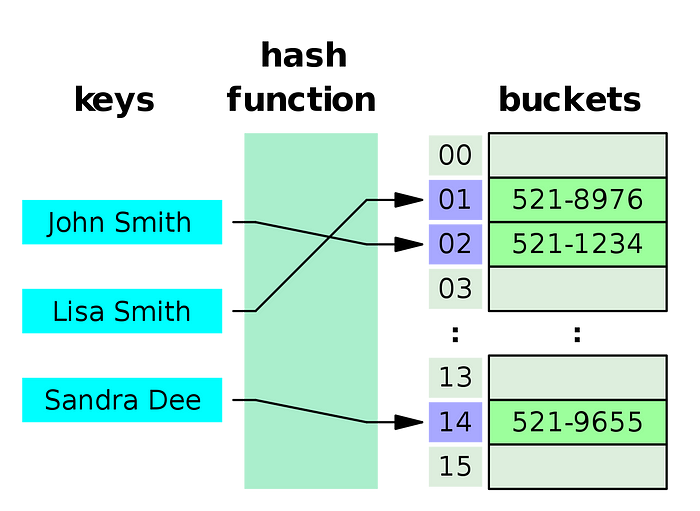 hash
keys function buckets
00
01 521-8976
John Smith
02 521-1234
Lisa Smith
03
: :
13
Sandra Dee
14 521-9655
15